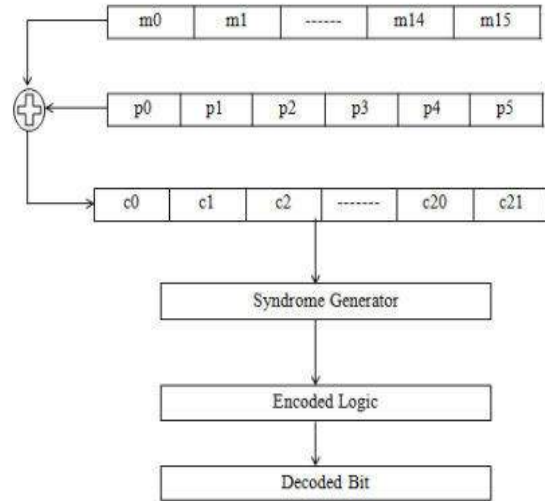 m0 m1 ------ m14 m15
p0 p1 p2 p3 p4 p5
c0 c1 c2 ------- c20 c21
Syndrome Generator
Encoded Logic
Decoded Bit